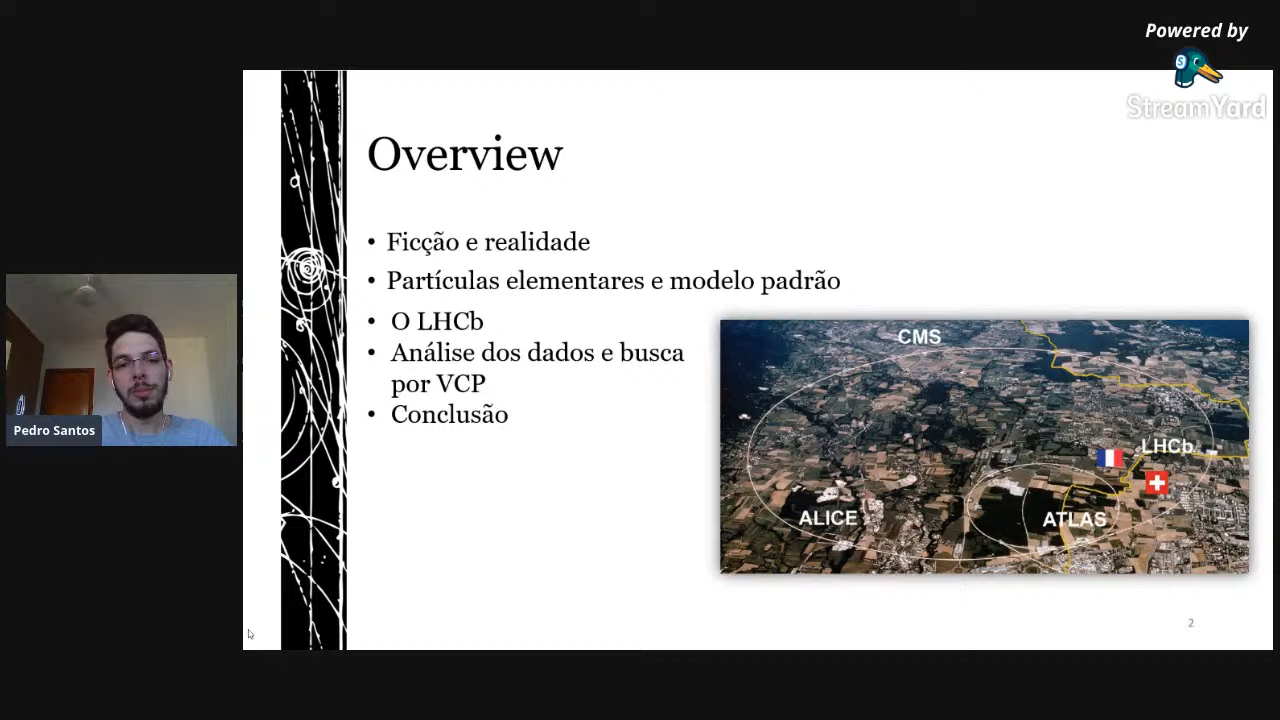 Powered by
StreamYard
Overview
• Ficção e realidade
• Partículas elementares e modelo padrão
• O LHCb
• Análise dos dados e busca
por VCP
• Conclusão
CMS
LHCb
ALICE
ATLAS
Pedro Santos
2